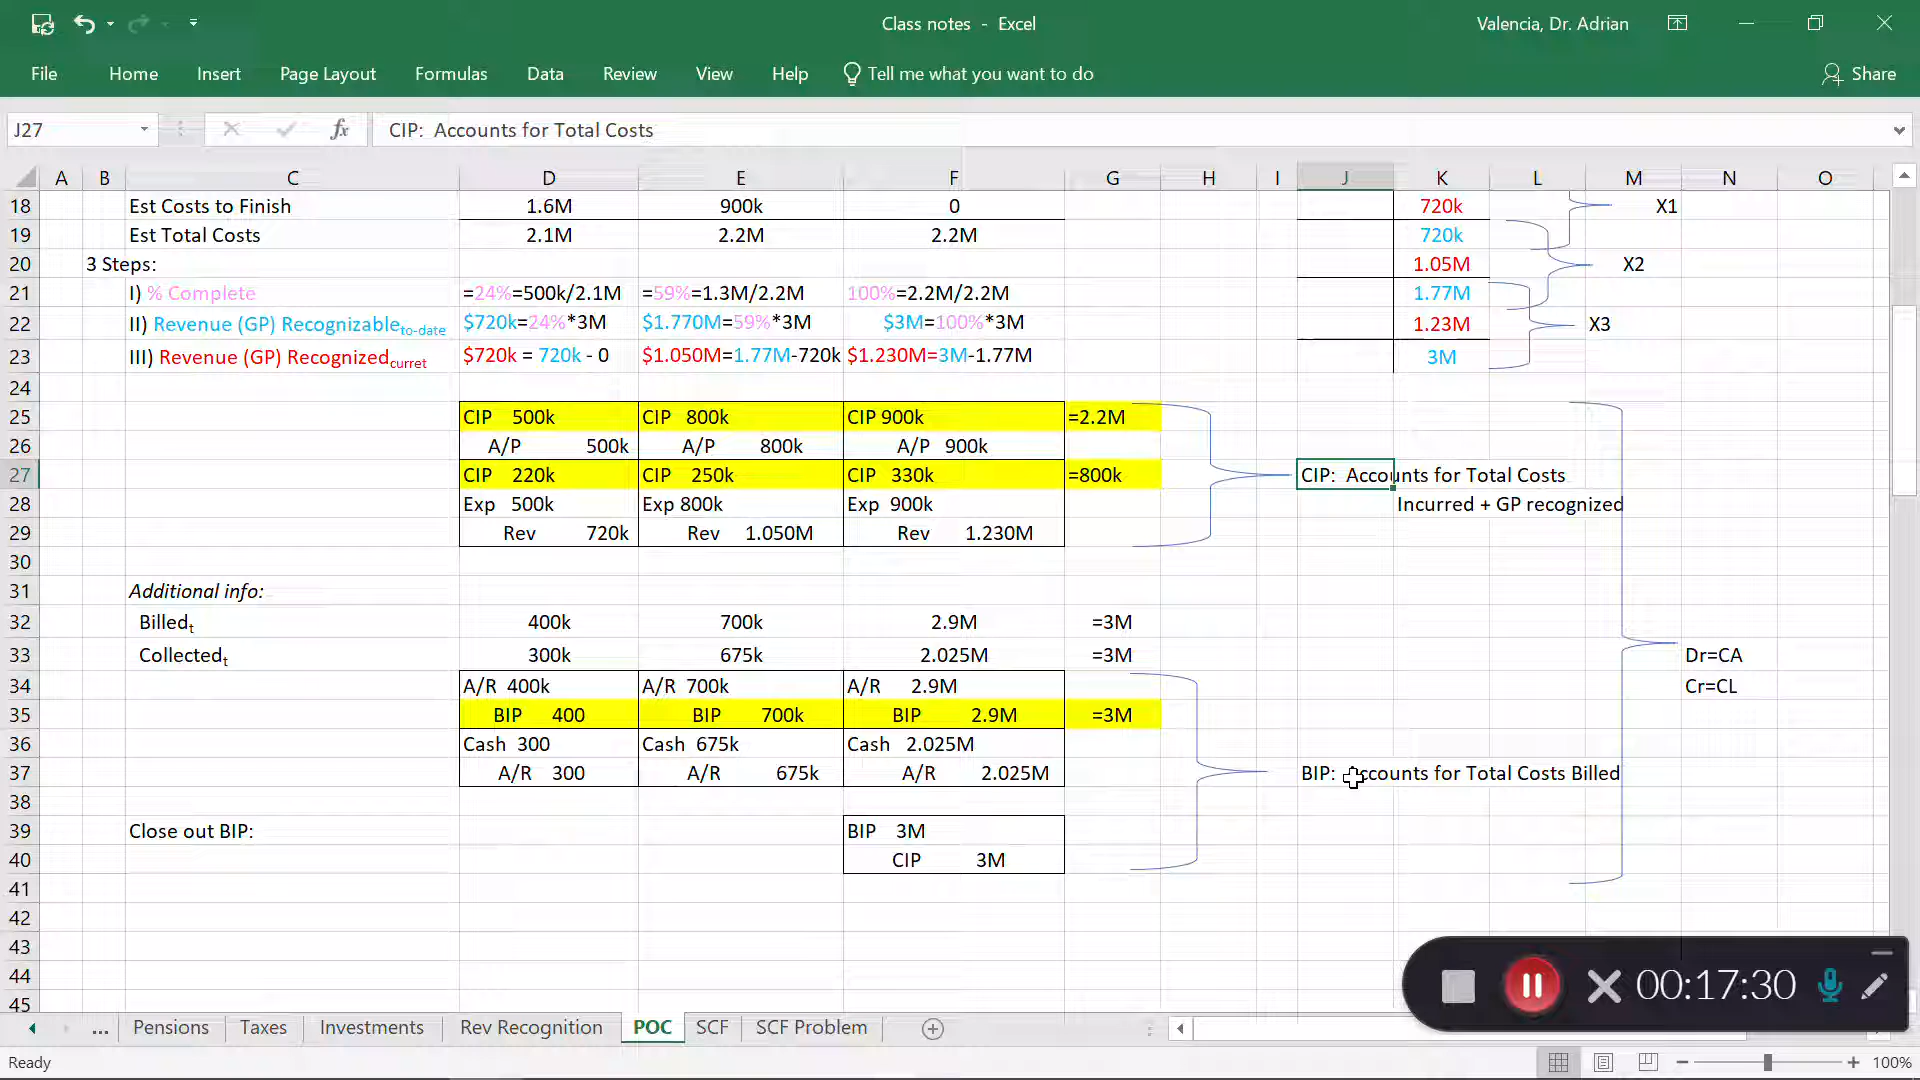 Class notes - Excel
Valencia, Dr. Adrian
File Home Insert Page Layout Formulas Data Review View Help Tell me what you want to do Share
J27 fx CIP: Accounts for Total Costs
A B C D E F G H I J K L M N O
18 Est Costs to Finish 1.6M 900k 0 720k X1
19 Est Total Costs 2.1M 2.2M 2.2M 720k
20 3 Steps: 1.05M X2
21 I) % Complete =24%=500k/2.1M =59%=1.3M/2.2M 100%=2.2M/2.2M 1.77M
22 II) Revenue (GP) Recognizable to-date $720k=24%*3M $1.770M=59%*3M $3M=100%*3M 1.23M X3
23 III) Revenue (GP) Recognized curret $720k = 720k - 0 $1.050M=1.77M-720k $1.230M=3M-1.77M 3M
24
25 CIP 500k CIP 800k CIP 900k =2.2M
26 A/P 500k A/P 800k A/P 900k
27 CIP 220k CIP 250k CIP 330k =800k CIP: Accounts for Total Costs
28 Exp 500k Exp 800k Exp 900k Incurred + GP recognized
29 Rev 720k Rev 1.050M Rev 1.230M
30
31 Additional info:
32 Billed t 400k 700k 2.9M =3M
33 Collected t 300k 675k 2.025M =3M Dr=CA
34 A/R 400k A/R 700k A/R 2.9M Cr=CL
35 BIP 400 BIP 700k BIP 2.9M =3M
36 Cash 300 Cash 675k Cash 2.025M
37 A/R 300 A/R 675k A/R 2.025M BIP: Accounts for Total Costs Billed
38
39 Close out BIP: BIP 3M
40 CIP 3M
41
42
43
44
45
00:17:30
... Pensions Taxes Investments Rev Recognition POC SCF SCF Problem
Ready 100%